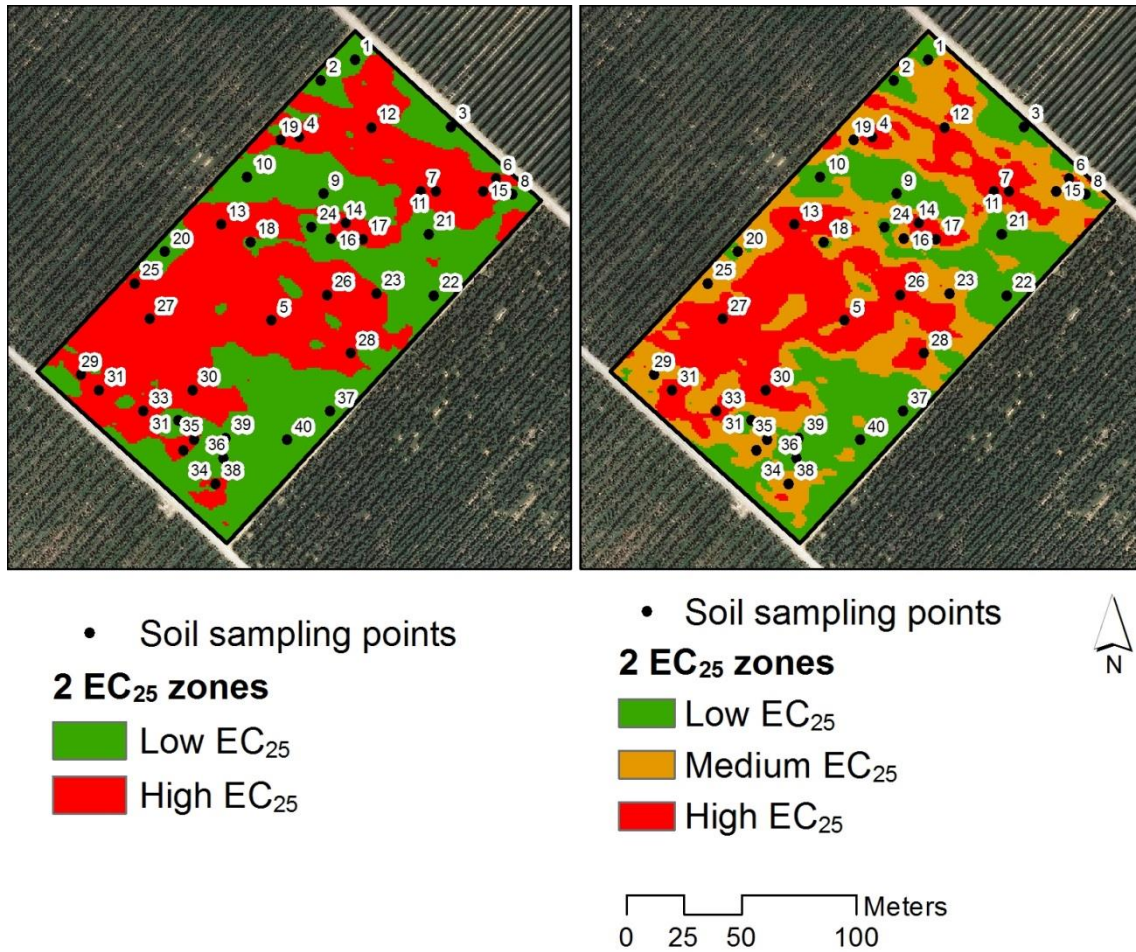 1
2
12 3
19 4
10 9 7 6 8
11 15
13 24 14 21
20 18 16 17
25 26 23 22
27 5
28
29
31 30
33 37
31 35 39 40
36
34 38
1
2
12 3
19 4
10 9 7 6 8
11 15
13 24 14 21
20 18 16 17
25 26 23 22
27 5
28
29
31 30
33 37
31 35 39 40
36
34 38
Soil sampling points
2 EC₂₅ zones
Low EC₂₅
High EC₂₅
Soil sampling points
2 EC₂₅ zones
Low EC₂₅
Medium EC₂₅
High EC₂₅
N
Meters
0 25 50 100